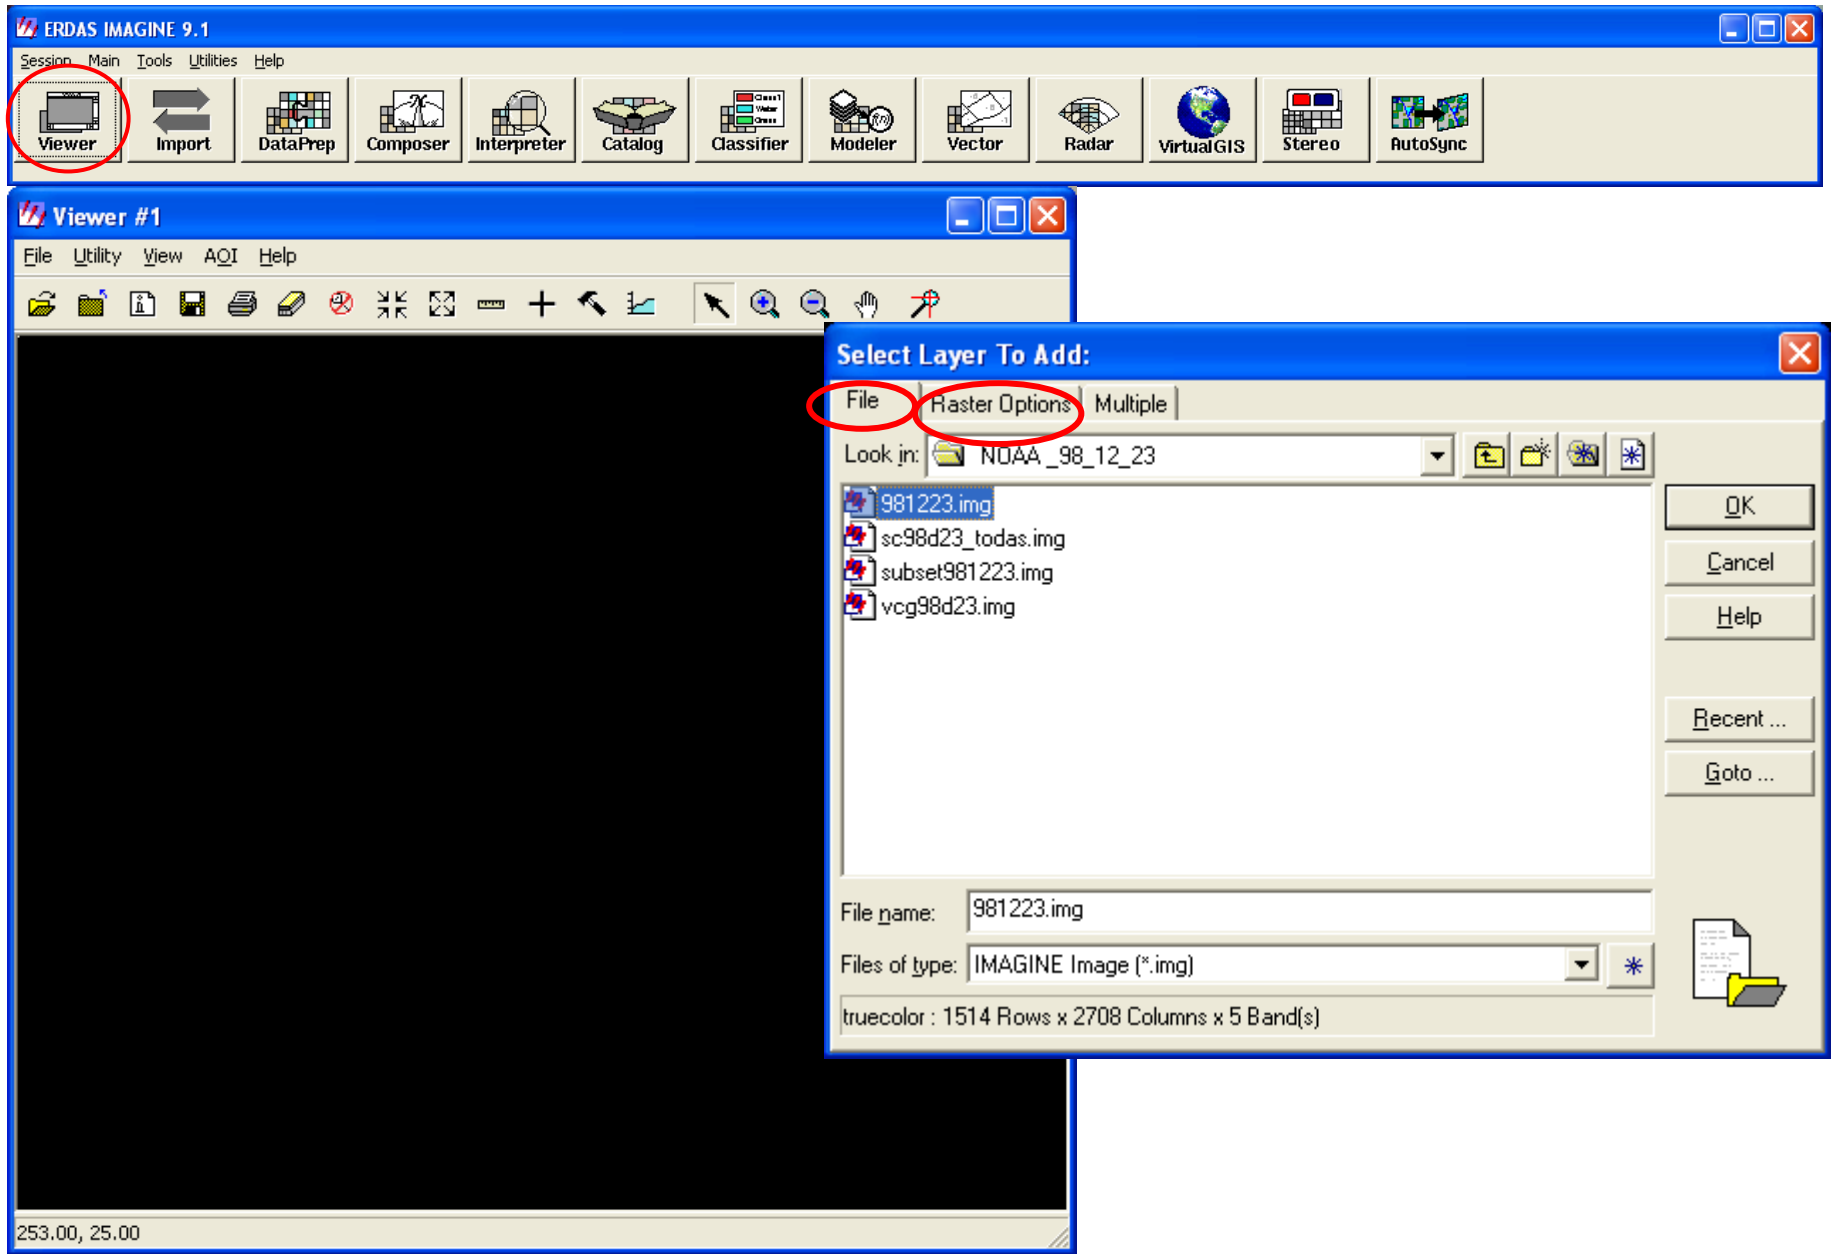 ERDAS IMAGINE 9.1
Session Main Tools Utilities Help
Viewer Import DataPrep Composer Interpreter Catalog Classifier Modeler Vector Radar VirtualGIS Stereo AutoSync
Viewer #1
File Utility View AOI Help
Select Layer To Add:
File Raster Options Multiple
Look in: NOAA _98_12_23
981223.img
sc98d23_todas.img
subset981223.img
vcg98d23.img
OK
Cancel
Help
Recent ...
Goto ...
File name: 981223.img
Files of type: IMAGINE Image (*.img)
truecolor : 1514 Rows x 2708 Columns x 5 Band(s)
253.00, 25.00